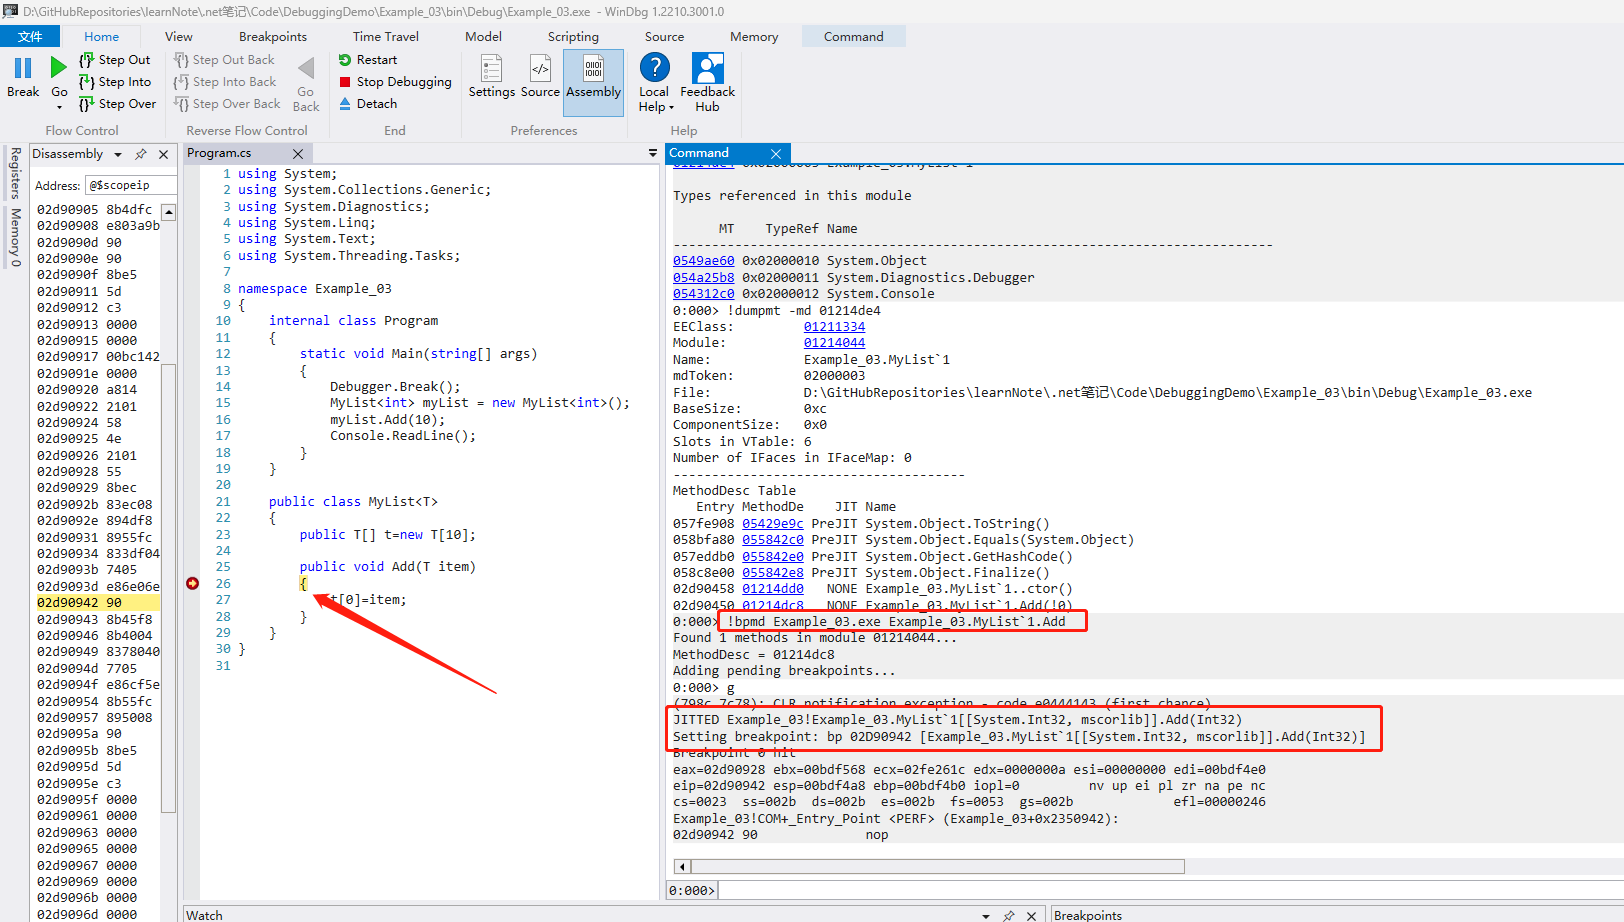 D:\GitHubRepositories\learnNote\.net笔记\Code\DebuggingDemo\Example_03\bin\Debug\Example_03.exe - WinDbg 1.2210.3001.0
文件 Home View Breakpoints Time Travel Model Scripting Source Memory Command
Break
Go
Step Out
Step Into
Step Over
Flow Control
Step Out Back
Step Into Back
Step Over Back
Go
Back
Reverse Flow Control
Restart
Stop Debugging
Detach
End
Settings Source Assembly
Preferences
Local
Help
Feedback
Hub
Help
Registers
Memory 0
Disassembly
Address: @$scopeip
02d90905 8b4dfc
02d90908 e803a9b
02d9090d 90
02d9090e 90
02d9090f 8be5
02d90911 5d
02d90912 c3
02d90913 0000
02d90915 0000
02d90917 00bc142
02d9091e 0000
02d90920 a814
02d90922 2101
02d90924 58
02d90925 4e
02d90926 2101
02d90928 55
02d90929 8bec
02d9092b 83ec08
02d9092e 894df8
02d90931 8955fc
02d90934 833df04
02d9093b 7405
02d9093d e86e06e
02d90942 90
02d90943 8b45f8
02d90946 8b4004
02d90949 8378040
02d9094d 7705
02d9094f e86cf5e
02d90954 8b55fc
02d90957 895008
02d9095a 90
02d9095b 8be5
02d9095d 5d
02d9095e c3
02d9095f 0000
02d90961 0000
02d90963 0000
02d90965 0000
02d90967 0000
02d90969 0000
02d9096b 0000
02d9096d 0000
Program.cs
1 using System;
2 using System.Collections.Generic;
3 using System.Diagnostics;
4 using System.Linq;
5 using System.Text;
6 using System.Threading.Tasks;
7
8 namespace Example_03
9 {
10 internal class Program
11 {
12 static void Main(string[] args)
13 {
14 Debugger.Break();
15 MyList<int> myList = new MyList<int>();
16 myList.Add(10);
17 Console.ReadLine();
18 }
19 }
20
21 public class MyList<T>
22 {
23 public T[] t=new T[10];
24
25 public void Add(T item)
26 {
27 t[0]=item;
28 }
29 }
30 }
31
Command
01214de4 0x02000003 Example_03.MyList`1
Types referenced in this module
MT TypeRef Name
------------------------------------------------------------------------------
0549ae60 0x02000010 System.Object
054a25b8 0x02000011 System.Diagnostics.Debugger
054312c0 0x02000012 System.Console
0:000> !dumpmt -md 01214de4
EEClass: 01211334
Module: 01214044
Name: Example_03.MyList`1
mdToken: 02000003
File: D:\GitHubRepositories\learnNote\.net笔记\Code\DebuggingDemo\Example_03\bin\Debug\Example_03.exe
BaseSize: 0xc
ComponentSize: 0x0
Slots in VTable: 6
Number of IFaces in IFaceMap: 0
--------------------------------------
MethodDesc Table
Entry MethodDe JIT Name
057fe908 05429e9c PreJIT System.Object.ToString()
058bfa80 055842c0 PreJIT System.Object.Equals(System.Object)
057eddb0 055842e0 PreJIT System.Object.GetHashCode()
058c8e00 055842e8 PreJIT System.Object.Finalize()
02d90458 01214dd0 NONE Example_03.MyList`1..ctor()
02d90450 01214dc8 NONE Example_03.MyList`1.Add(!0)
0:000> !bpmd Example_03.exe Example_03.MyList`1.Add
Found 1 methods in module 01214044...
MethodDesc = 01214dc8
Adding pending breakpoints...
0:000> g
(798c.7c78): CLR notification exception - code e0444143 (first chance)
JITTED Example_03!Example_03.MyList`1[[System.Int32, mscorlib]].Add(Int32)
Setting breakpoint: bp 02D90942 [Example_03.MyList`1[[System.Int32, mscorlib]].Add(Int32)]
Breakpoint 0 hit
eax=02d90928 ebx=00bdf568 ecx=02fe261c edx=0000000a esi=00000000 edi=00bdf4e0
eip=02d90942 esp=00bdf4a8 ebp=00bdf4b0 iopl=0 nv up ei pl zr na pe nc
cs=0023 ss=002b ds=002b es=002b fs=0053 gs=002b efl=00000246
Example_03!COM+_Entry_Point <PERF> (Example_03+0x2350942):
02d90942 90 nop
0:000>
Watch
Breakpoints